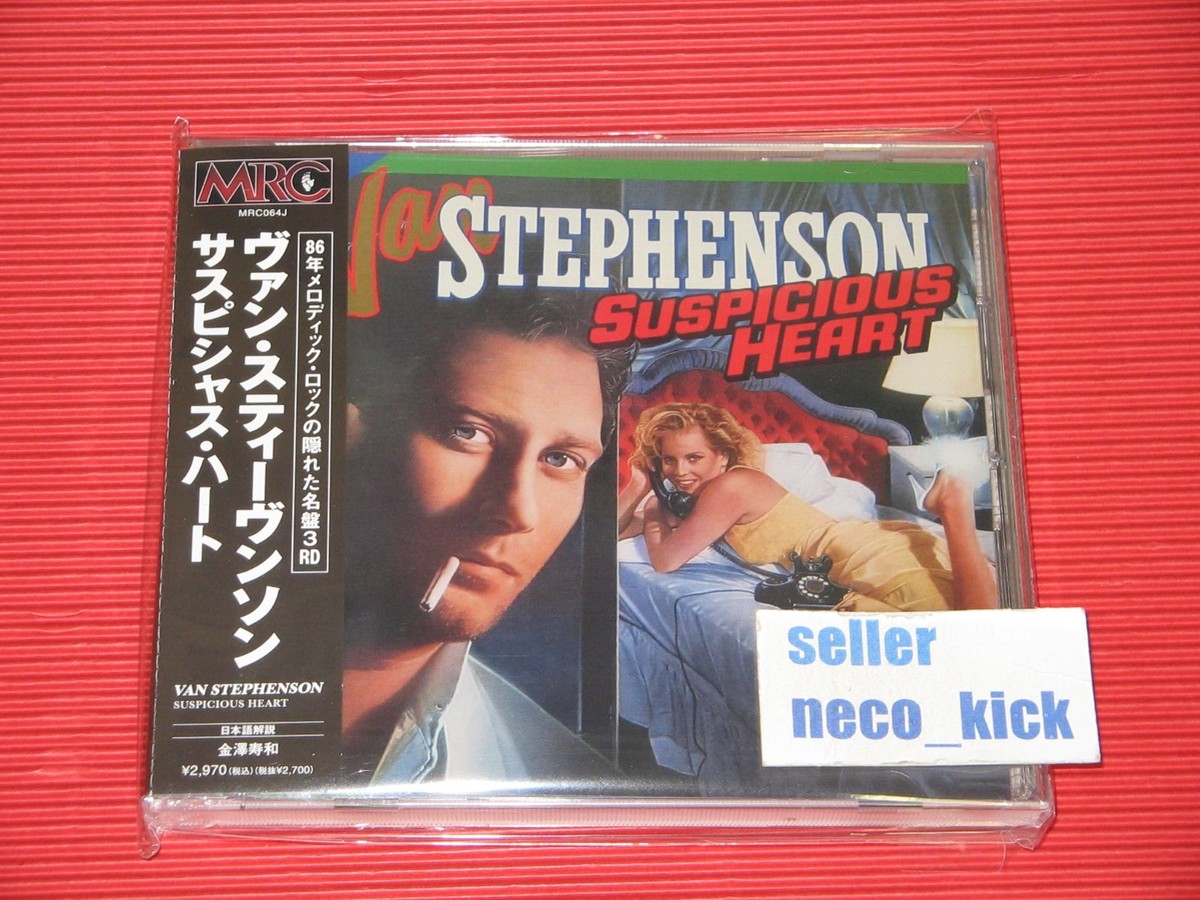 MRC
MRC064J
86年メロディック・ロックの隠れた名盤3RD
ヴァン・スティーヴンソン
サスピシャス・ハート
VAN STEPHENSON
SUSPICIOUS HEART
日本語解説
金澤寿和
¥2,970(税込)(税抜¥2,700)
Van
STEPHENSON
SUSPICIOUS
HEART
seller
neco_kick